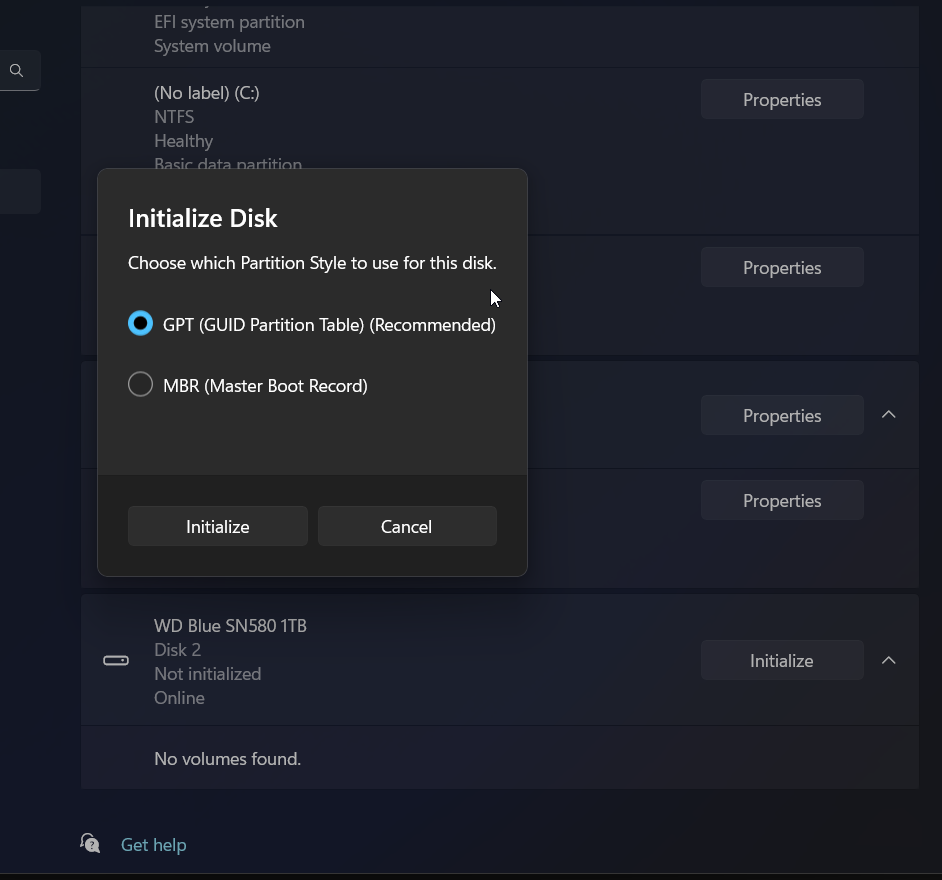 EFI system partition
System volume
(No label) (C:)
Properties
NTFS
Healthy
Basic data partition
Initialize Disk
Choose which Partition Style to use for this disk.
Properties
GPT (GUID Partition Table) (Recommended)
MBR (Master Boot Record)
Properties
Properties
Initialize
Cancel
WD Blue SN580 1TB
Disk 2
Not initialized
Online
Initialize
No volumes found.
Get help